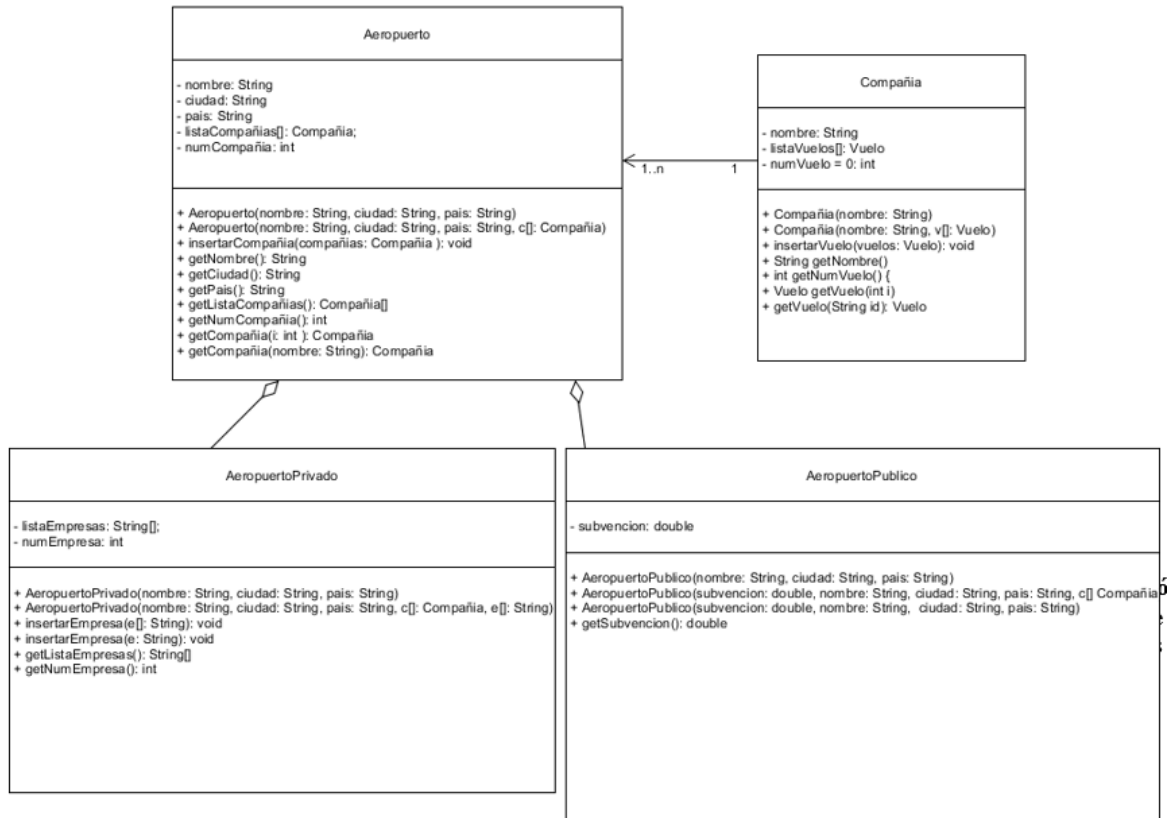 Aeropuerto
- nombre: String
- ciudad: String
- pais: String
- listaCompañias[]: Compañia;
- numCompañia: int
+ Aeropuerto(nombre: String, ciudad: String, pais: String)
+ Aeropuerto(nombre: String, ciudad: String, pais: String, c[]: Compañia)
+ insertarCompañia(compañias: Compañia ): void
+ getNombre(): String
+ getCiudad(): String
+ getPais(): String
+ getListaCompañias(): Compañia[]
+ getNumCompañia(): int
+ getCompañia(i: int ): Compañia
+ getCompañia(nombre: String): Compañia
1..n 1
Compañia
- nombre: String
- listaVuelos[]: Vuelo
- numVuelo = 0: int
+ Compañia(nombre: String)
+ Compañia(nombre: String, v[]: Vuelo)
+ insertarVuelo(vuelos: Vuelo): void
+ String getNombre()
+ int getNumVuelo() {
+ Vuelo getVuelo(int i)
+ getVuelo(String id): Vuelo
AeropuertoPrivado
- listaEmpresas: String[];
- numEmpresa: int
+ AeropuertoPrivado(nombre: String, ciudad: String, pais: String)
+ AeropuertoPrivado(nombre: String, ciudad: String, pais: String, c[]: Compañia, e[]: String)
+ insertarEmpresa(e[]: String): void
+ insertarEmpresa(e: String): void
+ getListaEmpresas(): String[]
+ getNumEmpresa(): int
AeropuertoPublico
- subvencion: double
+ AeropuertoPublico(nombre: String, ciudad: String, pais: String)
+ AeropuertoPublico(subvencion: double, nombre: String, ciudad: String, pais: String, c[] Compañia
+ AeropuertoPublico(subvencion: double, nombre: String, ciudad: String, pais: String)
+ getSubvencion(): double
ó